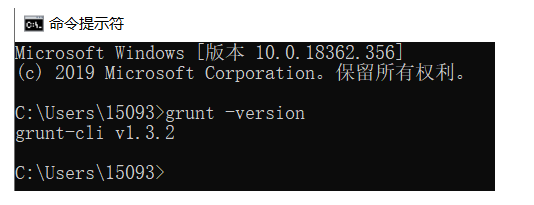 命令提示符
Microsoft Windows [版本 10.0.18362.356]
(c) 2019 Microsoft Corporation。保留所有权利。
C:\Users\15093>grunt -version
grunt-cli v1.3.2
C:\Users\15093>